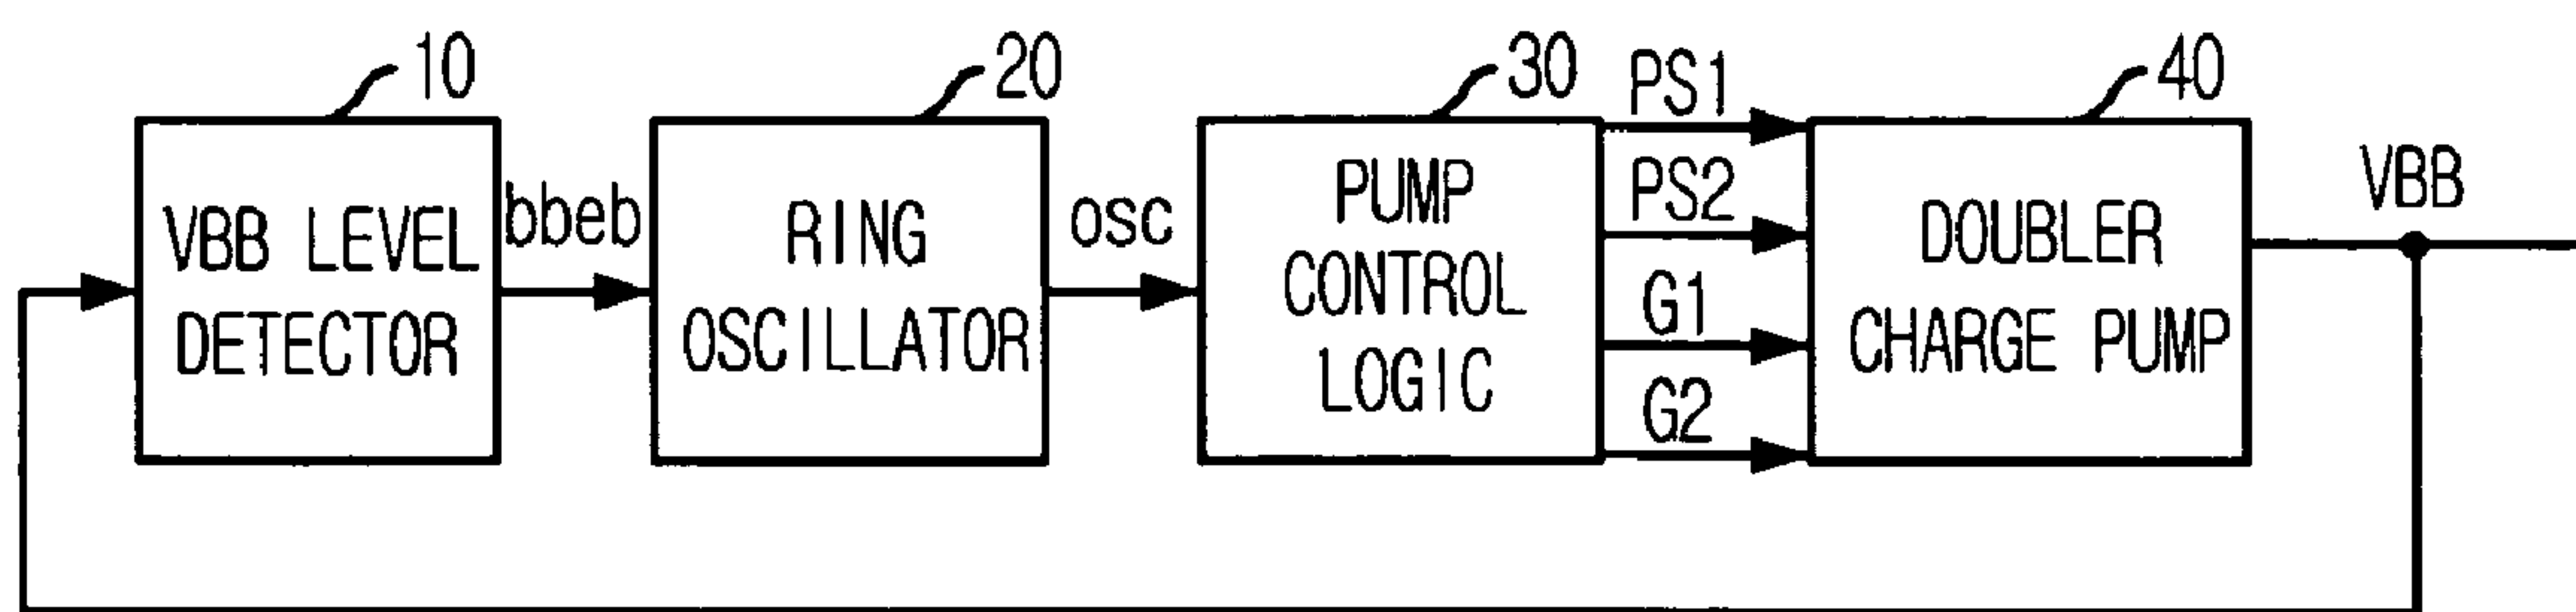 10
20
30
40
VBB LEVEL
DETECTOR
bbeb
RING
OSCILLATOR
osc
PUMP
CONTROL
LOGIC
PS1
PS2
G1
G2
DOUBLER
CHARGE PUMP
VBB